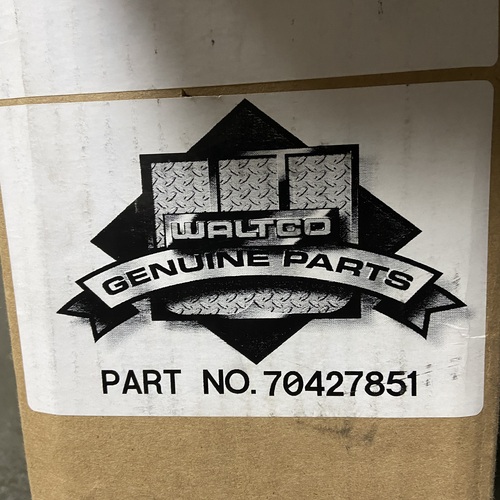 WALTCO
GENUINE PARTS
PART NO. 70427851